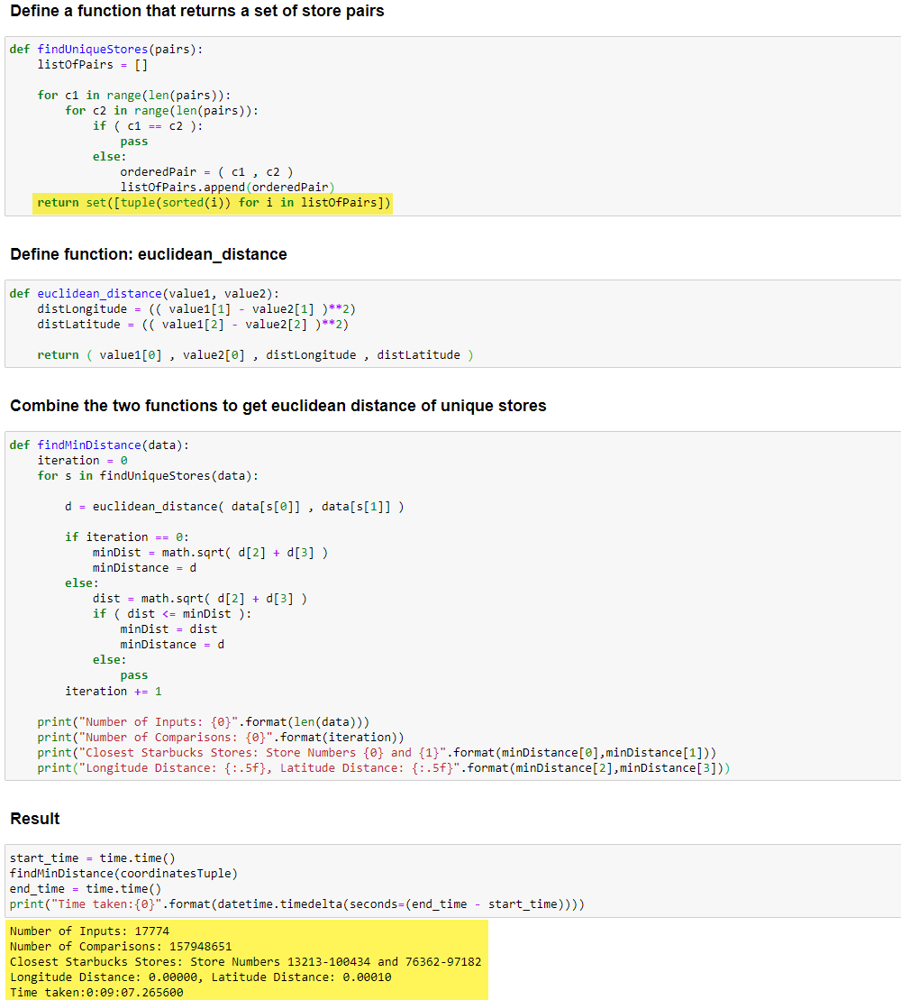 Define a function that returns a set of store pairs
def findUniqueStores(pairs):
    listOfPairs = []
    for c1 in range(len(pairs)):
        for c2 in range(len(pairs)):
            if ( c1 == c2 ):
                pass
            else:
                orderedPair = ( c1 , c2 )
                listOfPairs.append(orderedPair)
    return set([tuple(sorted(i)) for i in listOfPairs])
Define function: euclidean_distance
def euclidean_distance(value1, value2):
    distLongitude = (( value1[1] - value2[1] )**2)
    distLatitude = (( value1[2] - value2[2] )**2)
    return ( value1[0] , value2[0] , distLongitude , distLatitude )
Combine the two functions to get euclidean distance of unique stores
def findMinDistance(data):
    iteration = 0
    for s in findUniqueStores(data):
        d = euclidean_distance( data[s[0]] , data[s[1]] )
        if iteration == 0:
            minDist = math.sqrt( d[2] + d[3] )
            minDistance = d
        else:
            dist = math.sqrt( d[2] + d[3] )
            if ( dist <= minDist ):
                minDist = dist
                minDistance = d
            else:
                pass
        iteration += 1
    print("Number of Inputs: {0}".format(len(data)))
    print("Number of Comparisons: {0}".format(iteration))
    print("Closest Starbucks Stores: Store Numbers {0} and {1}".format(minDistance[0],minDistance[1]))
    print("Longitude Distance: {:.5f}, Latitude Distance: {:.5f}".format(minDistance[2],minDistance[3]))
Result
start_time = time.time()
findMinDistance(coordinatesTuple)
end_time = time.time()
print("Time taken:{0}".format(datetime.timedelta(seconds=(end_time - start_time))))
Number of Inputs: 17774
Number of Comparisons: 157948651
Closest Starbucks Stores: Store Numbers 13213-100434 and 76362-97182
Longitude Distance: 0.00000, Latitude Distance: 0.00010
Time taken:0:09:07.265600